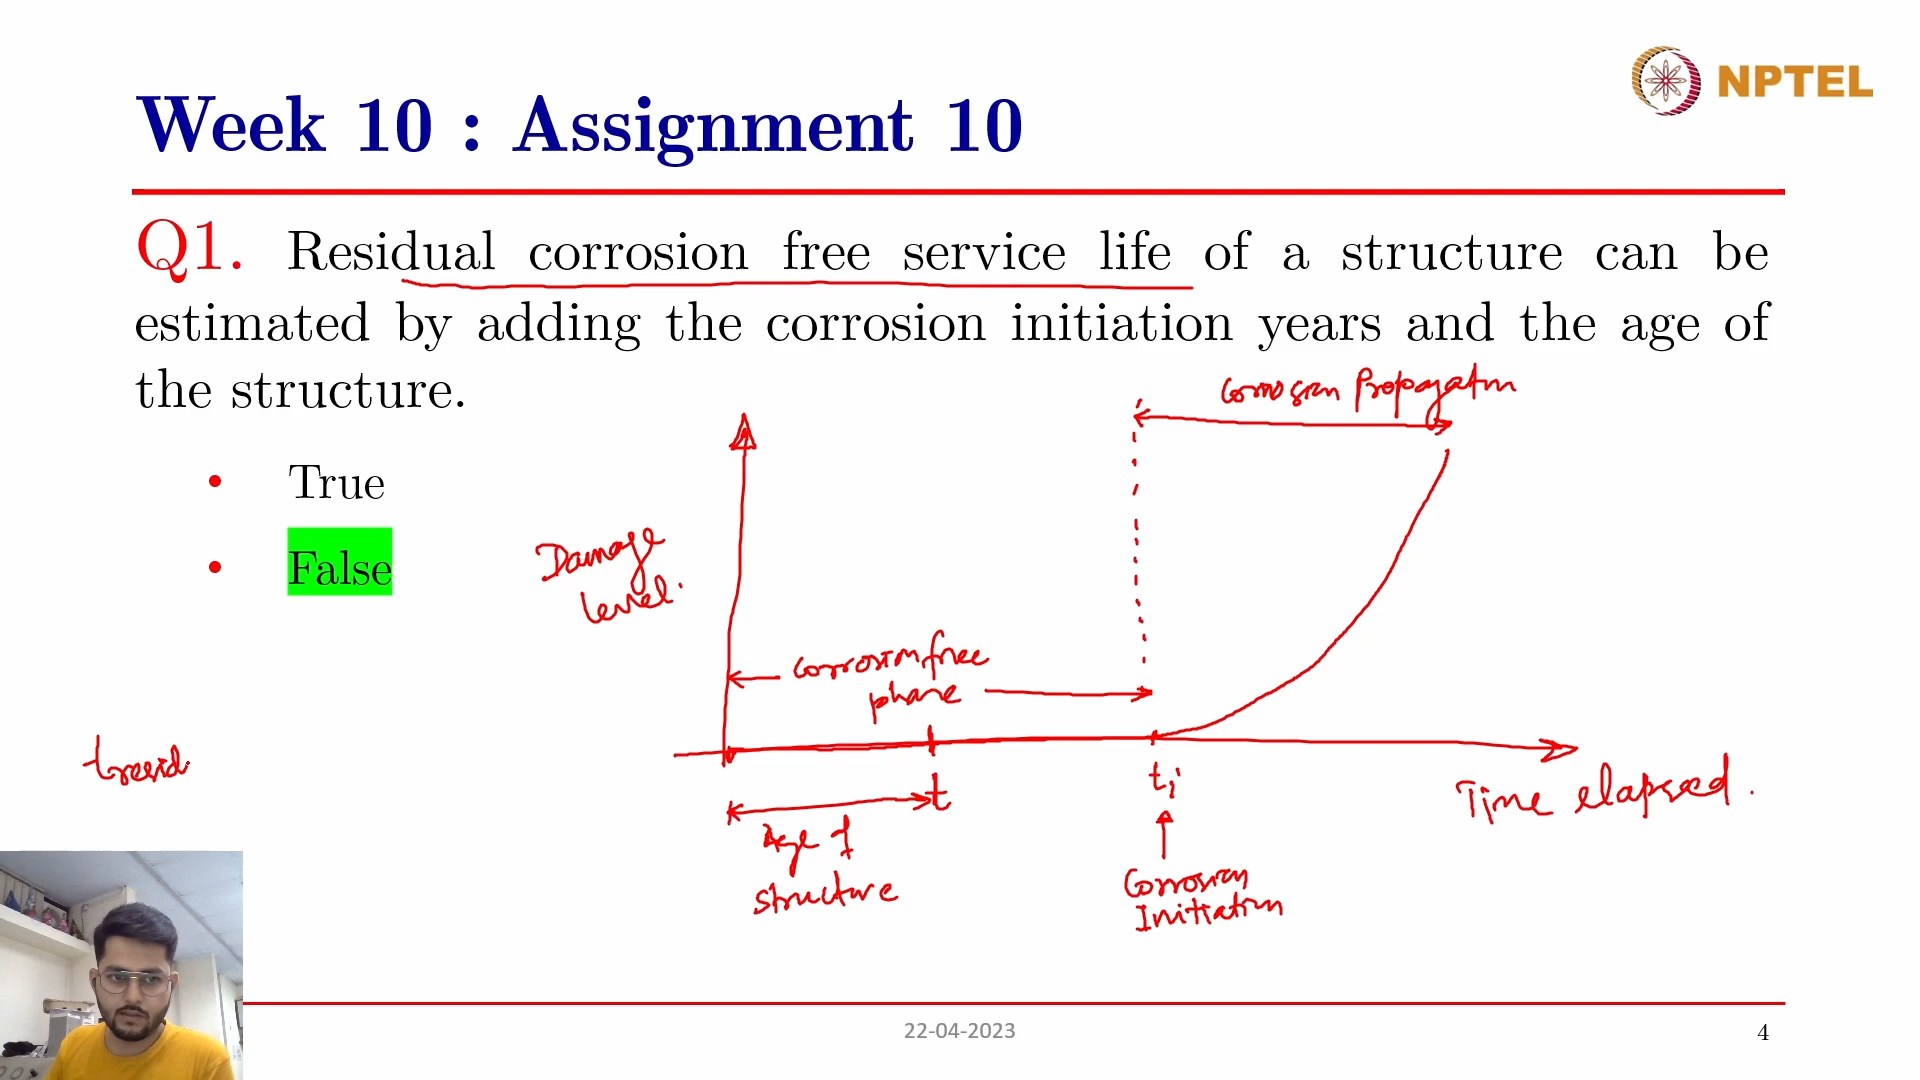 NPTEL
Week 10 : Assignment 10
Q1. Residual corrosion free service life of a structure can be
estimated by adding the corrosion initiation years and the age of
the structure.
• True
• False
Corrosion Propagation
Damage
level.
corrosion free
phase
tresid
t
ti
Time elapsed.
Age of
structure
Corrosion
Initiation
22-04-2023
4